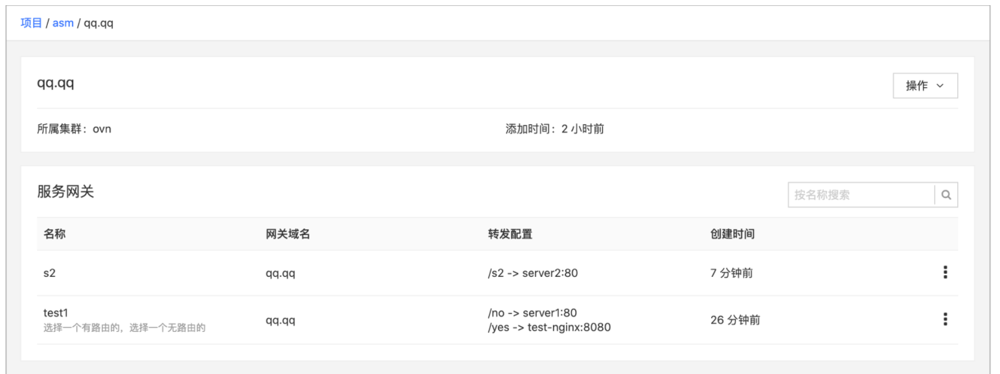 项目 / asm / qq.qq
qq.qq
操作
所属集群：ovn
添加时间：2 小时前
服务网关
按名称搜索
名称 网关域名 转发配置 创建时间
s2 qq.qq /s2 -> server2:80 7 分钟前
test1
选择一个有路由的，选择一个无路由的
qq.qq
/no -> server1:80
/yes -> test-nginx:8080
26 分钟前